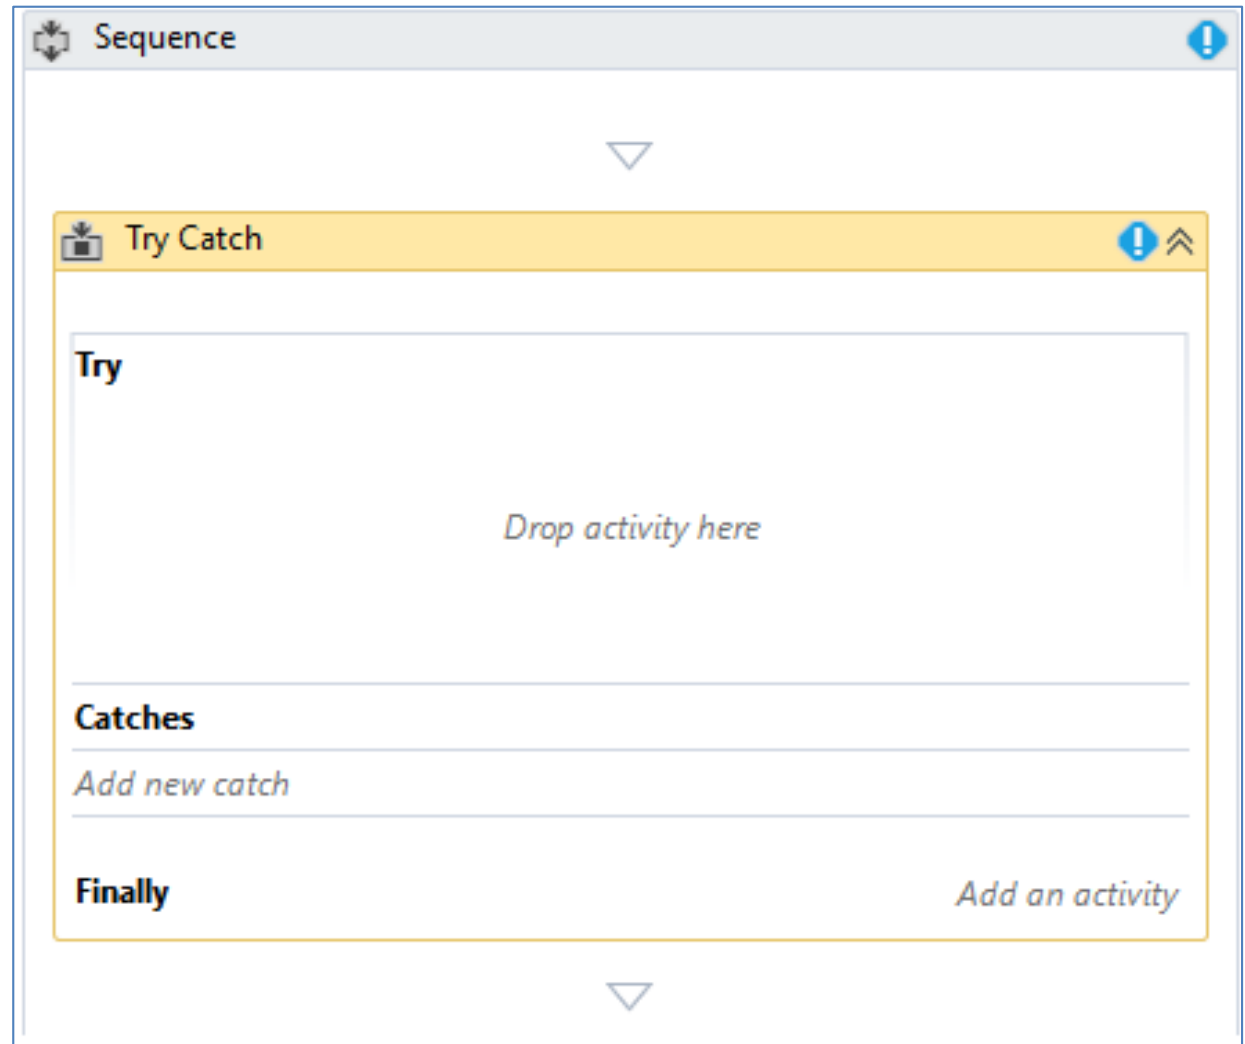 Sequence
Try Catch
Try
Drop activity here
Catches
Add new catch
Finally Add an activity